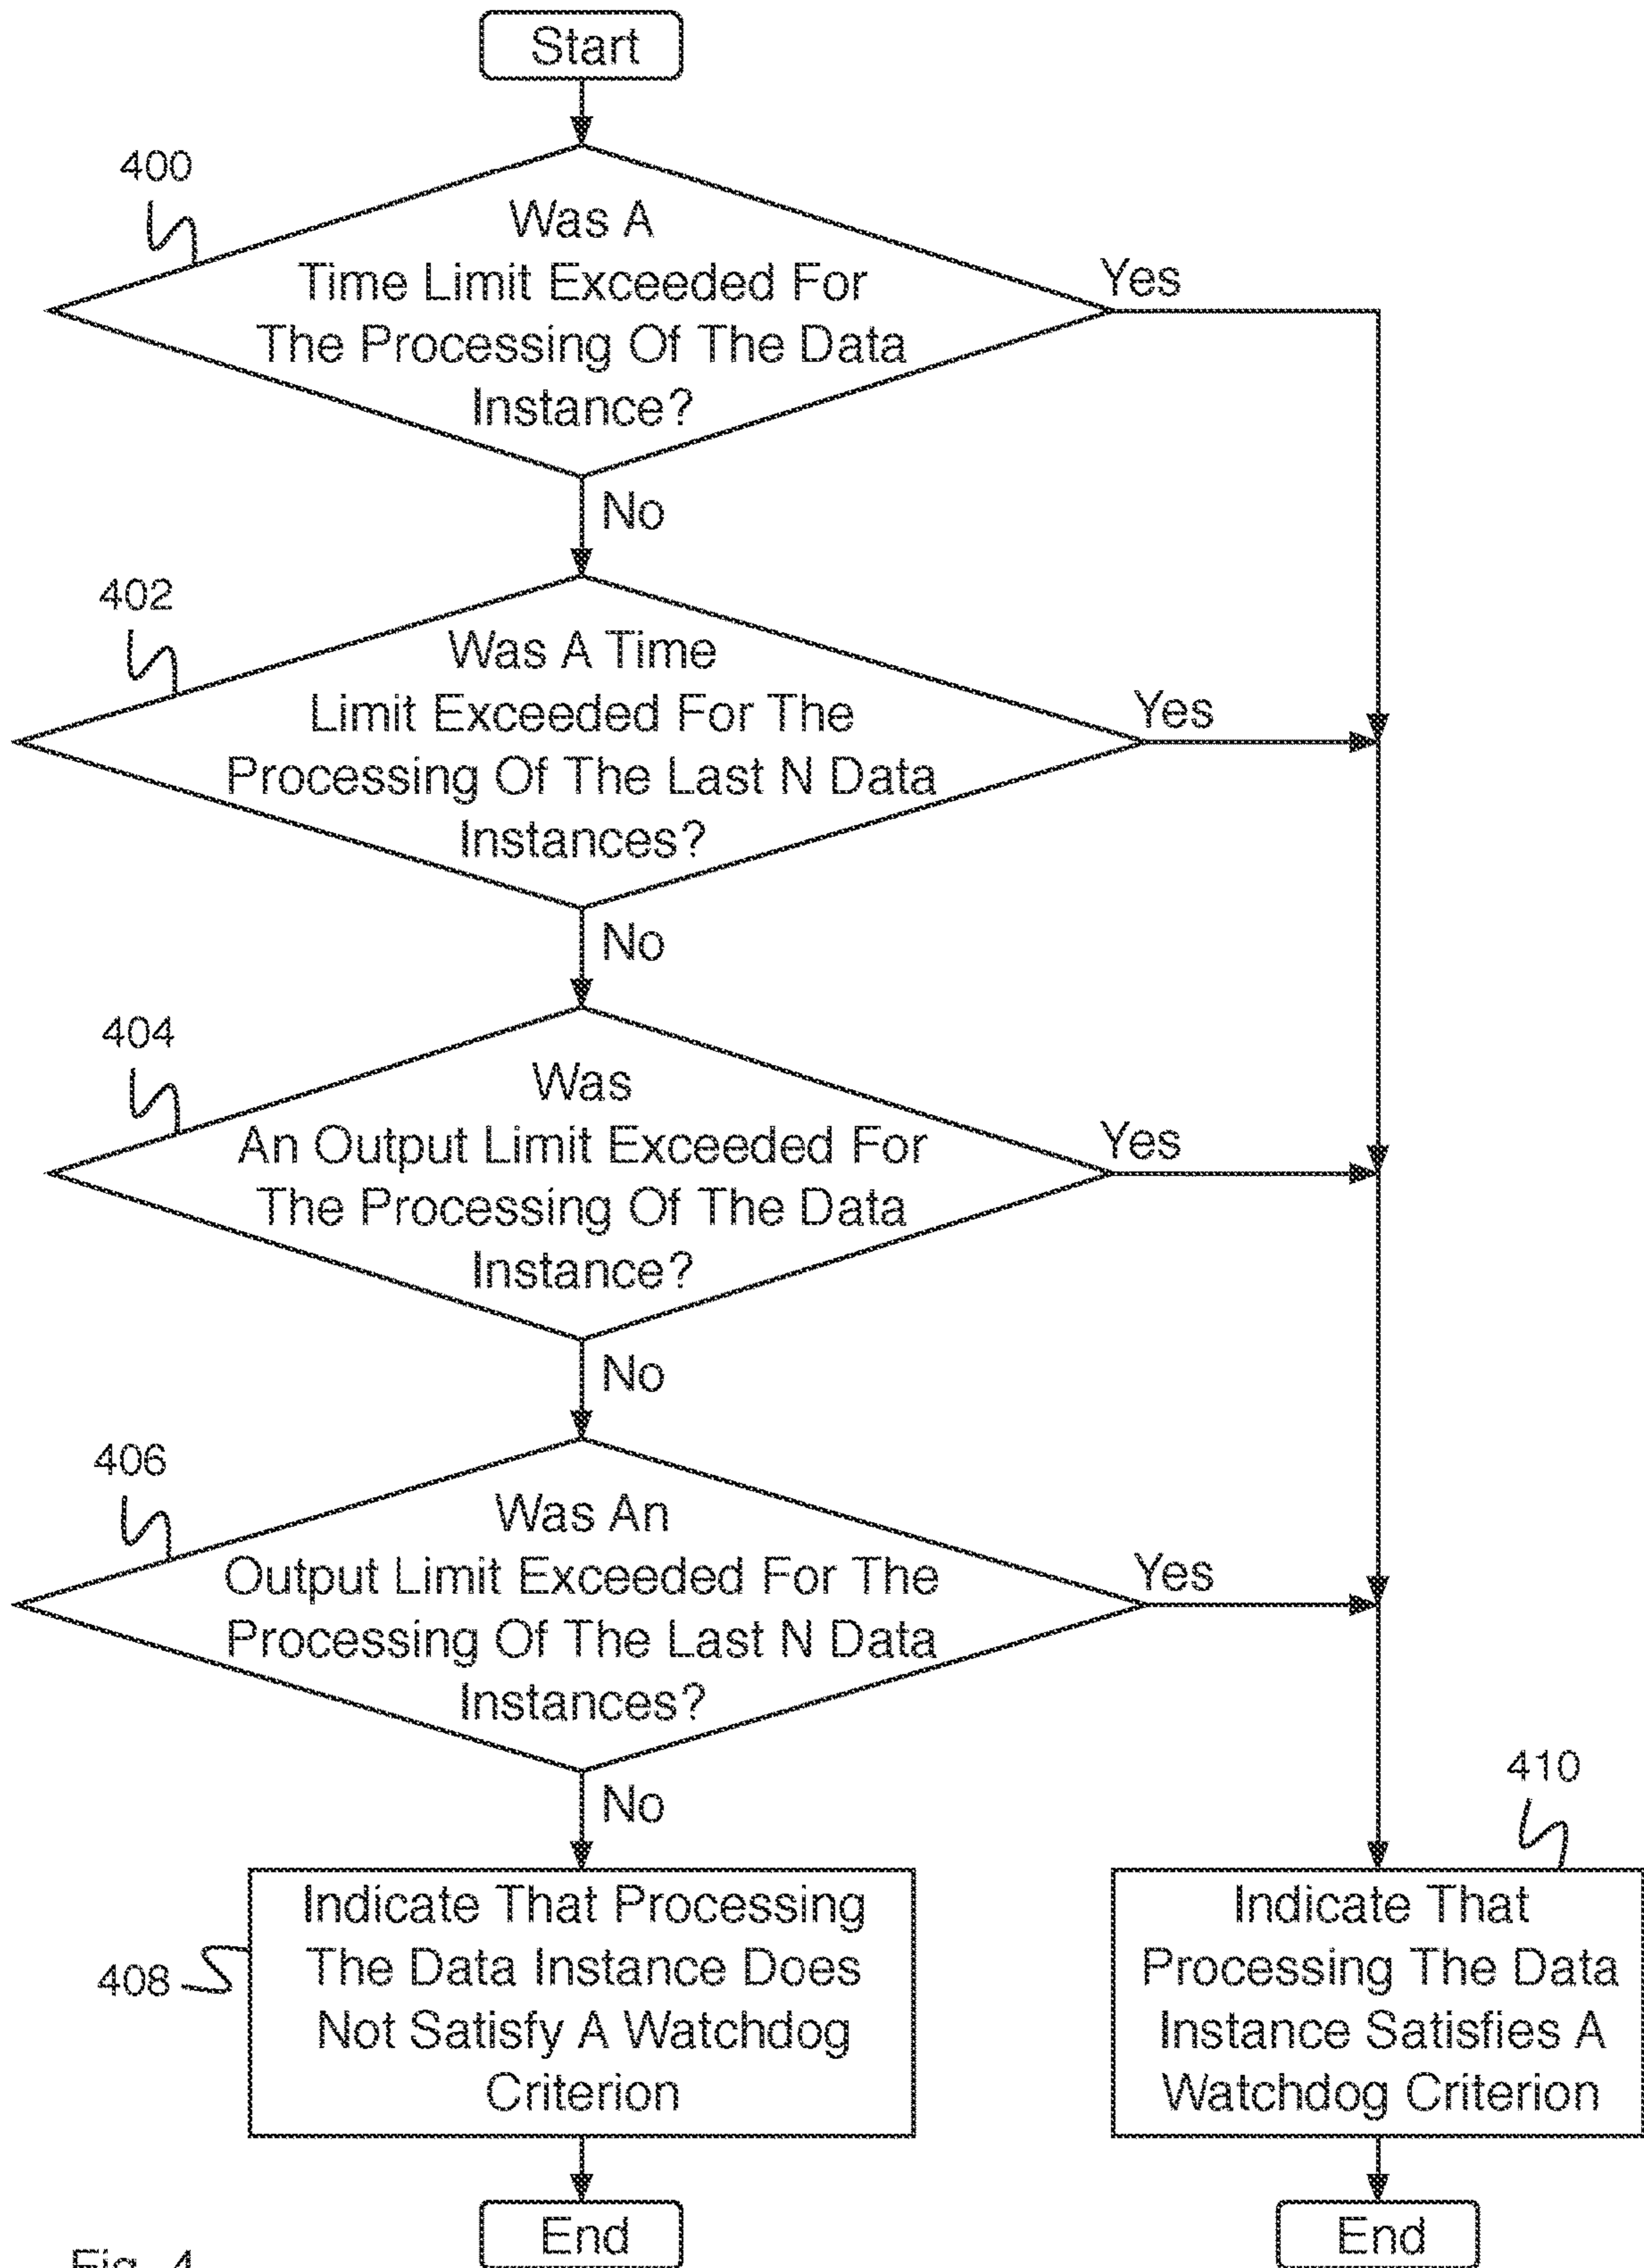 Start
400
Was A
Time Limit Exceeded For
The Processing Of The Data
Instance?
Yes
No
402
Was A Time
Limit Exceeded For The
Processing Of The Last N Data
Instances?
Yes
No
404
Was
An Output Limit Exceeded For
The Processing Of The Data
Instance?
Yes
No
406
Was An
Output Limit Exceeded For The
Processing Of The Last N Data
Instances?
Yes
No
408
Indicate That Processing
The Data Instance Does
Not Satisfy A Watchdog
Criterion
410
Indicate That
Processing The Data
Instance Satisfies A
Watchdog Criterion
End
End
Fig. 4